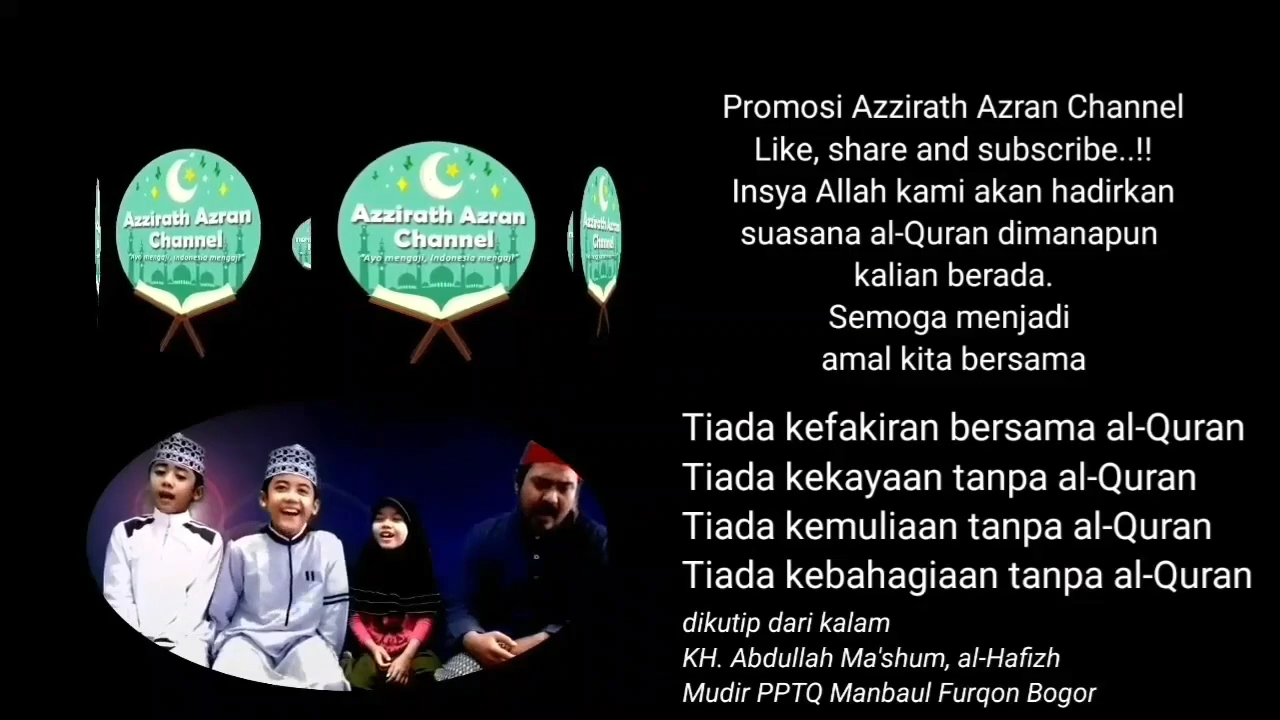 Azzirath Azran
Channel
"Ayo mengaji, Indonesia mengaji"
Azzirath Azran
Channel
"Ayo mengaji, Indonesia mengaji"
Azzirath Azran
Channel
Promosi Azzirath Azran Channel
Like, share and subscribe..!!
Insya Allah kami akan hadirkan
suasana al-Quran dimanapun
kalian berada.
Semoga menjadi
amal kita bersama
Tiada kefakiran bersama al-Quran
Tiada kekayaan tanpa al-Quran
Tiada kemuliaan tanpa al-Quran
Tiada kebahagiaan tanpa al-Quran
dikutip dari kalam
KH. Abdullah Ma'shum, al-Hafizh
Mudir PPTQ Manbaul Furqon Bogor